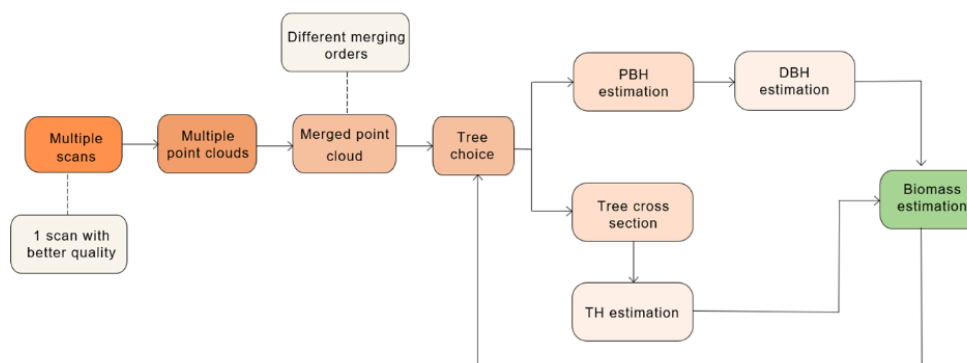 Different merging
orders
PBH
estimation
DBH
estimation
Multiple
scans
Multiple
point clouds
Merged point
cloud
Tree
choice
Biomass
estimation
1 scan with
better quality
Tree cross
section
TH estimation